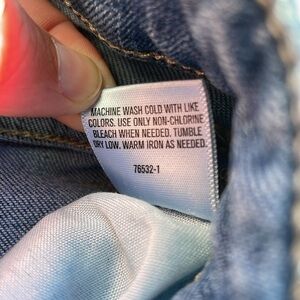 MACHINE WASH COLD WITH LIKE
COLORS. USE ONLY NON-CHLORINE
BLEACH WHEN NEEDED. TUMBLE
DRY LOW. WARM IRON AS NEEDED.
76532-1